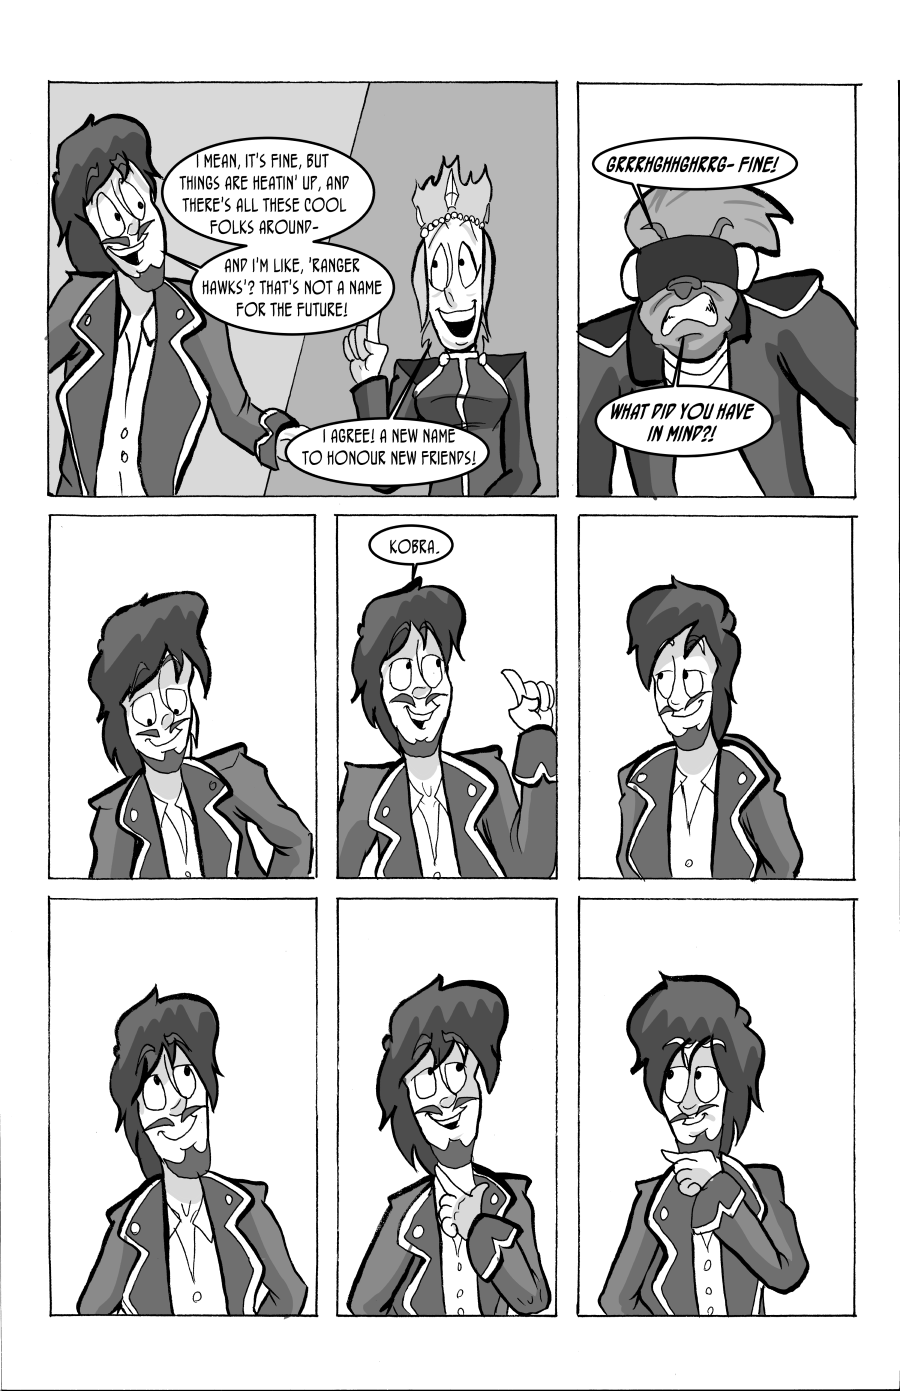 I MEAN, IT'S FINE, BUT
THINGS ARE HEATIN' UP, AND
THERE'S ALL THESE COOL
FOLKS AROUND-
AND I'M LIKE, 'RANGER
HAWKS'? THAT'S NOT A NAME
FOR THE FUTURE!
I AGREE! A NEW NAME
TO HONOUR NEW FRIENDS!
GRRRHGHHGHRRG- FINE!
WHAT DID YOU HAVE
IN MIND?!
KOBRA.